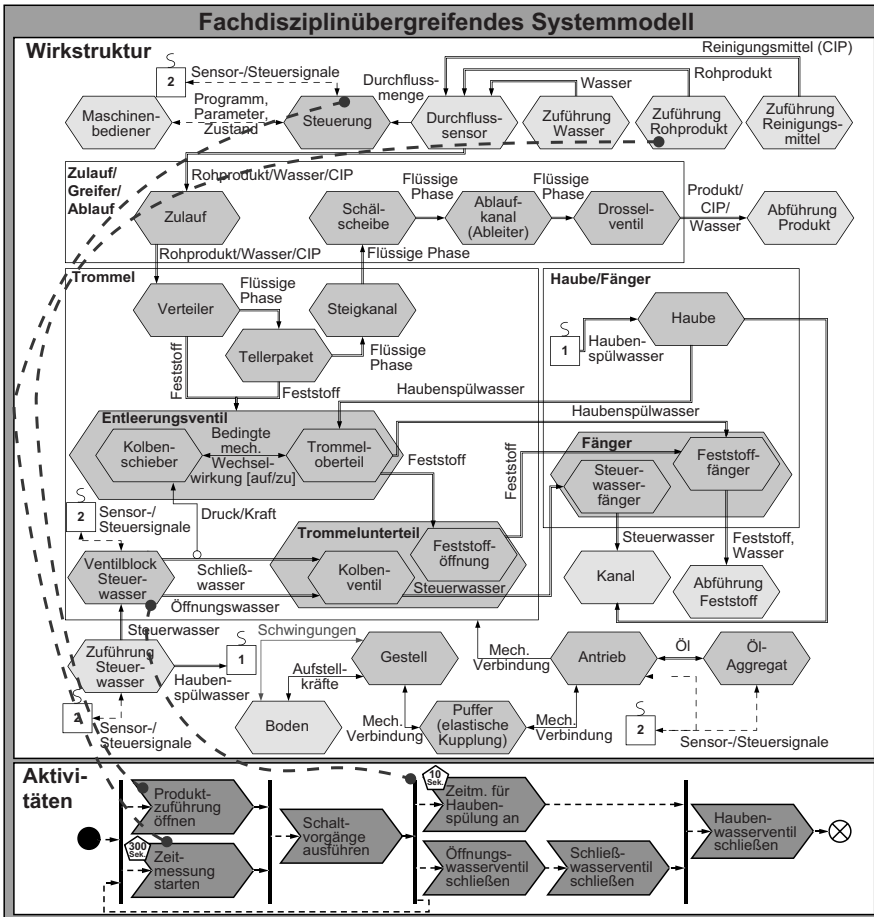 Fachdisziplinübergreifendes Systemmodell
Wirkstruktur
Reinigungsmittel (CIP)
2
Sensor-/Steuersignale
Durchfluss-
menge
Wasser
Rohprodukt
Maschinen-
bediener
Programm,
Parameter,
Zustand
Steuerung
Durchfluss-
sensor
Zuführung
Wasser
Zuführung
Rohprodukt
Zuführung
Reinigungs-
mittel
Zulauf/
Greifer/
Ablauf
Rohprodukt/Wasser/CIP
Zulauf
Schäl-
scheibe
Flüssige
Phase
Ablauf-
kanal
(Ableiter)
Flüssige
Phase
Drossel-
ventil
Produkt/
CIP/
Wasser
Abführung
Produkt
Rohprodukt/Wasser/CIP
Flüssige Phase
Trommel
Haube/Fänger
Verteiler
Flüssige
Phase
Steigkanal
Tellerpaket
Flüssige
Phase
Haube
1
Hauben-
spülwasser
Feststoff
Feststoff
Haubenspülwasser
Haubenspülwasser
Entleerungsventil
Kolben-
schieber
Bedingte
mech.
Wechsel-
wirkung [auf/zu]
Trommel-
oberteil
Feststoff
Feststoff
Fänger
Steuer-
wasser-
fänger
Feststoff-
fänger
2
Sensor-/
Steuersignale
Druck/Kraft
Trommelunterteil
Feststoff-
öffnung
Steuerwasser
Feststoff,
Wasser
Ventilblock
Steuer-
wasser
Schließ-
wasser
Kolben-
ventil
Steuerwasser
Öffnungswasser
Kanal
Abführung
Feststoff
Steuerwasser
Zuführung
Steuer-
wasser
1
Hauben-
spülwasser
Schwingungen
Gestell
Aufstell-
kräfte
Mech.
Verbindung
Antrieb
Öl
Öl-
Aggregat
2
Sensor-/
Steuersignale
Boden
Mech.
Verbindung
Puffer
(elastische
Kupplung)
Mech.
Verbindung
2
Sensor-/Steuersignale
Aktivi-
täten
Produkt-
zuführung
öffnen
300
Sek.
Zeit-
messung
starten
Schalt-
vorgänge
ausführen
10
Sek.
Zeitm. für
Hauben-
spülung an
Öffnungs-
wasserventil
schließen
Schließ-
wasserventil
schließen
Hauben-
wasserventil
schließen